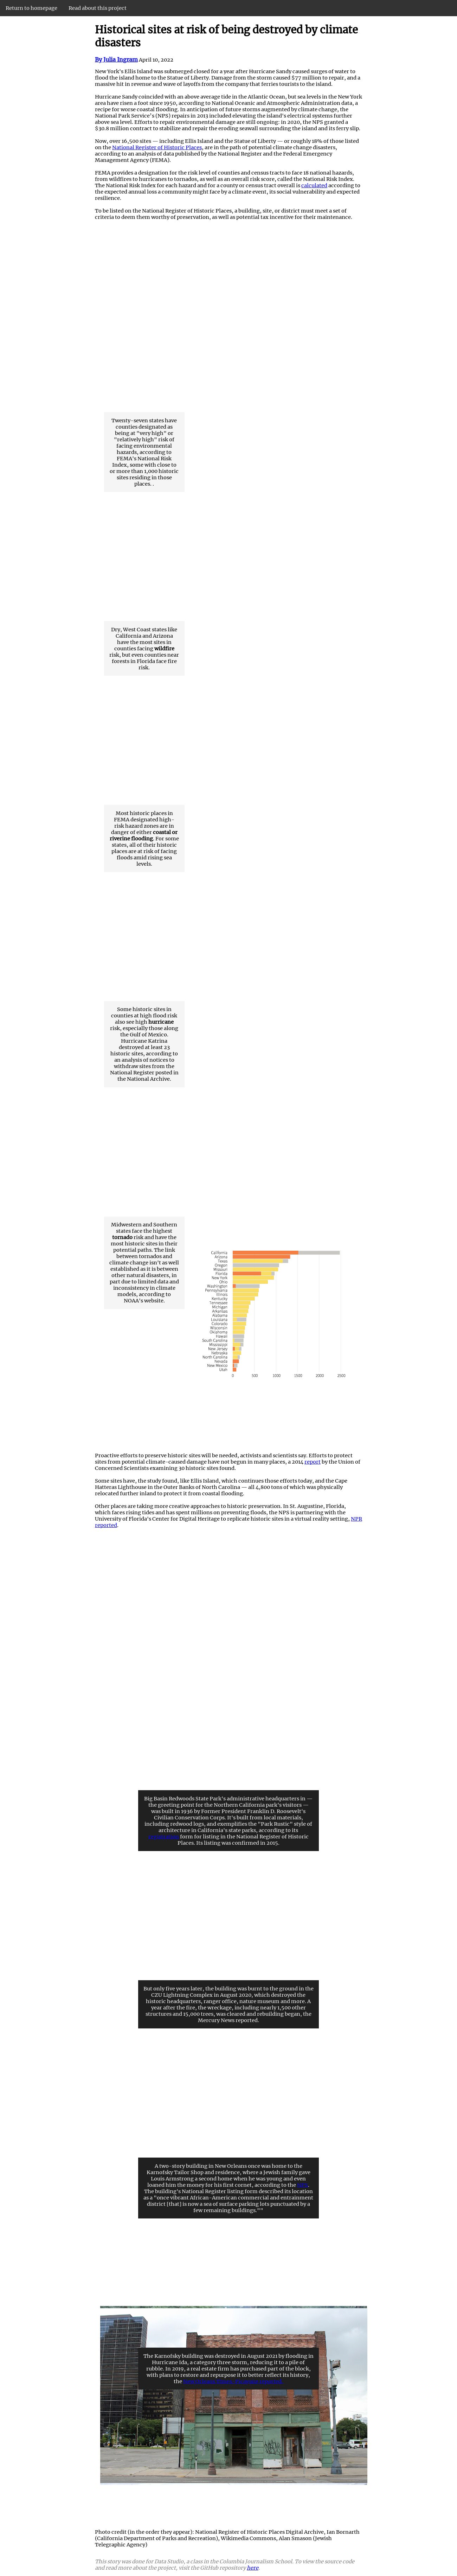 Return to homepage Read about this project
Historical sites at risk of being destroyed by climate
disasters
By Julia Ingram April 10, 2022
New York's Ellis Island was submerged closed for a year after Hurricane Sandy caused surges of water to
flood the island home to the Statue of Liberty. Damage from the storm caused $77 million to repair, and a
massive hit in revenue and wave of layoffs from the company that ferries tourists to the island.
Hurricane Sandy coincided with an above average tide in the Atlantic Ocean, but sea levels in the New York
area have risen a foot since 1950, according to National Oceanic and Atmospheric Administration data, a
recipe for worse coastal flooding. In anticipation of future storms augmented by climate change, the
National Park Service's (NPS) repairs in 2013 included elevating the island's electrical systems further
above sea level. Efforts to repair environmental damage are still ongoing: in 2020, the NPS granted a
$30.8 million contract to stabilize and repair the eroding seawall surrounding the island and its ferry slip.
Now, over 16,500 sites — including Ellis Island and the Statue of Liberty — or roughly 18% of those listed
on the National Register of Historic Places, are in the path of potential climate change disasters,
according to an analysis of data published by the National Register and the Federal Emergency
Management Agency (FEMA).
FEMA provides a designation for the risk level of counties and census tracts to face 18 national hazards,
from wildfires to hurricanes to tornados, as well as an overall risk score, called the National Risk Index.
The National Risk Index for each hazard and for a county or census tract overall is calculated according to
the expected annual loss a community might face by a climate event, its social vulnerability and expected
resilience.
To be listed on the National Register of Historic Places, a building, site, or district must meet a set of
criteria to deem them worthy of preservation, as well as potential tax incentive for their maintenance.
Twenty-seven states have
counties designated as
being at "very high" or
"relatively high" risk of
facing environmental
hazards, according to
FEMA's National Risk
Index, some with close to
or more than 1,000 historic
sites residing in those
places. .
Dry, West Coast states like
California and Arizona
have the most sites in
counties facing wildfire
risk, but even counties near
forests in Florida face fire
risk.
Most historic places in
FEMA designated high-
risk hazard zones are in
danger of either coastal or
riverine flooding. For some
states, all of their historic
places are at risk of facing
floods amid rising sea
levels.
Some historic sites in
counties at high flood risk
also see high hurricane
risk, especially those along
the Gulf of Mexico.
Hurricane Katrina
destroyed at least 23
historic sites, according to
an analysis of notices to
withdraw sites from the
National Register posted in
the National Archive.
Midwestern and Southern
states face the highest
tornado risk and have the
most historic sites in their
potential paths. The link
between tornados and
climate change isn't as well
established as it is between
other natural disasters, in
part due to limited data and
inconsistency in climate
models, according to
NOAA's website.
California
Arizona
Texas
Oregon
Missouri
Florida
New York
Ohio
Washington
Pennsylvania
Illinois
Kentucky
Tennessee
Michigan
Arkansas
Alabama
Louisiana
Colorado
Wisconsin
Oklahoma
Hawaii
South Carolina
Mississippi
New Jersey
Nebraska
North Carolina
Nevada
New Mexico
Utah
0 500 1000 1500 2000 2500
Proactive efforts to preserve historic sites will be needed, activists and scientists say. Efforts to protect
sites from potential climate-caused damage have not begun in many places, a 2014 report by the Union of
Concerned Scientists examining 30 historic sites found.
Some sites have, the study found, like Ellis Island, which continues those efforts today, and the Cape
Hatteras Lighthouse in the Outer Banks of North Carolina — all 4,800 tons of which was physically
relocated further inland to protect it from coastal flooding.
Other places are taking more creative approaches to historic preservation. In St. Augustine, Florida,
which faces rising tides and has spent millions on preventing floods, the NPS is partnering with the
University of Florida's Center for Digital Heritage to replicate historic sites in a virtual reality setting, NPR
reported.
Big Basin Redwoods State Park's administrative headquarters in —
the greeting point for the Northern California park's visitors —
was built in 1936 by Former President Franklin D. Roosevelt's
Civilian Conservation Corps. It's built from local materials,
including redwood logs, and exemplifies the "Park Rustic" style of
architecture in California's state parks, according to its
form for listing in the National Register of Historic
Places. Its listing was confirmed in 2015.
But only five years later, the building was burnt to the ground in the
CZU Lightning Complex in August 2020, which destroyed the
historic headquarters, ranger office, nature museum and more. A
year after the fire, the wreckage, including nearly 1,500 other
structures and 15,000 trees, was cleared and rebuilding began, the
Mercury News reported.
A two-story building in New Orleans once was home to the
Karnofsky Tailor Shop and residence, where a Jewish family gave
Louis Armstrong a second home when he was young and even
loaned him the money for his first cornet, according to the
The building's National Register listing form described its location
as a "once vibrant African-American commercial and entrainment
district [that] is now a sea of surface parking lots punctuated by a
few remaining buildings.""
The Karnofsky building was destroyed in August 2021 by flooding in
Hurricane Ida, a category three storm, reducing it to a pile of
rubble. In 2019, a real estate firm has purchased part of the block,
with plans to restore and repurpose it to better reflect its history,
the
Photo credit (in the order they appear): National Register of Historic Places Digital Archive, Ian Bornarth
(California Department of Parks and Recreation), Wikimedia Commons, Alan Smason (Jewish
Telegraphic Agency)
This story was done for Data Studio, a class in the Columbia Journalism School. To view the source code
and read more about the project, visit the GitHub repository here